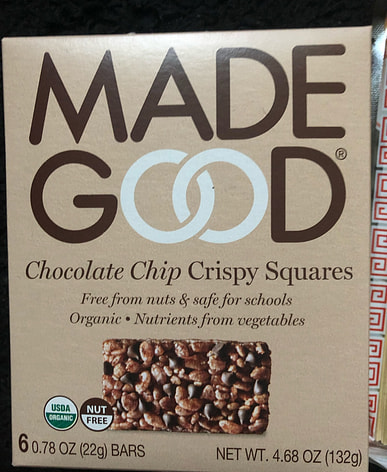 MADE
GOOD®
Chocolate Chip Crispy Squares
Free from nuts & safe for schools
Organic • Nutrients from vegetables
USDA
ORGANIC
NUT
FREE
6 0.78 OZ (22g) BARS
NET WT. 4.68 OZ (132g)